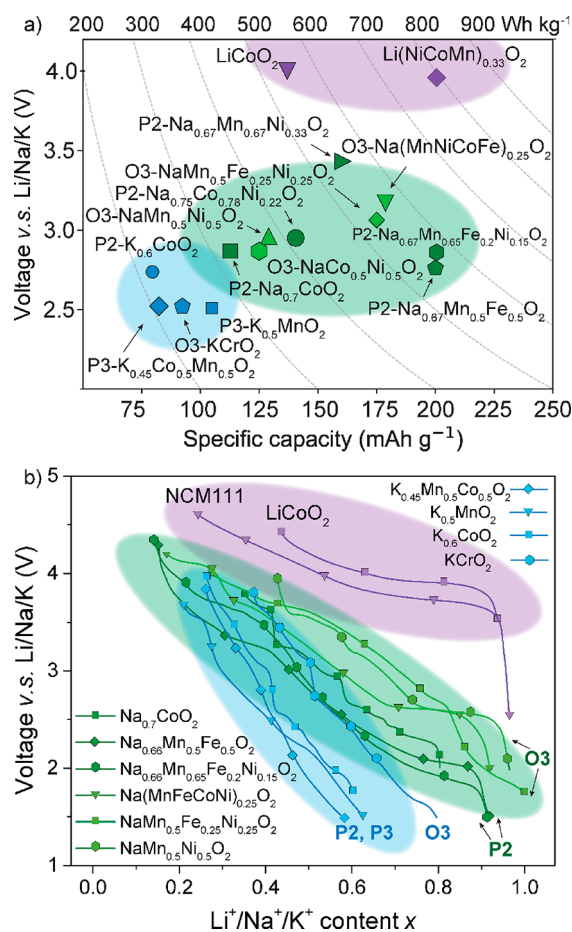 a)
200 300 400 500 600 700 800 900 Wh kg⁻¹
LiCoO₂
Li(NiCoMn)₀.₃₃O₂
P2-Na₀.₆₇Mn₀.₆₇Ni₀.₃₃O₂
O3-Na(MnNiCoFe)₀.₂₅O₂
O3-NaMn₀.₅Fe₀.₂₅Ni₀.₂₅O₂
P2-Na₀.₇₅Co₀.₇₈Ni₀.₂₂O₂
O3-NaMn₀.₅Ni₀.₅O₂
P2-Na₀.₆₇Mn₀.₆₅Fe₀.₂Ni₀.₁₅O₂
P2-K₀.₆CoO₂
O3-NaCo₀.₅Ni₀.₅O₂
P2-Na₀.₇CoO₂
P2-Na₀.₆₇Mn₀.₅Fe₀.₅O₂
P3-K₀.₅MnO₂
O3-KCrO₂
P3-K₀.₄₅Co₀.₅Mn₀.₅O₂
4.0
3.5
3.0
2.5
Voltage v.s. Li/Na/K (V)
75 100 125 150 175 200 225 250
Specific capacity (mAh g⁻¹)
b)
NCM111
LiCoO₂
K₀.₄₅Mn₀.₅Co₀.₅O₂
K₀.₅MnO₂
K₀.₆CoO₂
KCrO₂
5
4
3
2
1
Voltage v.s. Li/Na/K (V)
Na₀.₇CoO₂
Na₀.₆₆Mn₀.₅Fe₀.₅O₂
Na₀.₆₆Mn₀.₆₅Fe₀.₂Ni₀.₁₅O₂
Na(MnFeCoNi)₀.₂₅O₂
NaMn₀.₅Fe₀.₂₅Ni₀.₂₅O₂
NaMn₀.₅Ni₀.₅O₂
O3
P2, P3
O3
P2
0.0 0.2 0.4 0.6 0.8 1.0
Li⁺/Na⁺/K⁺ content x